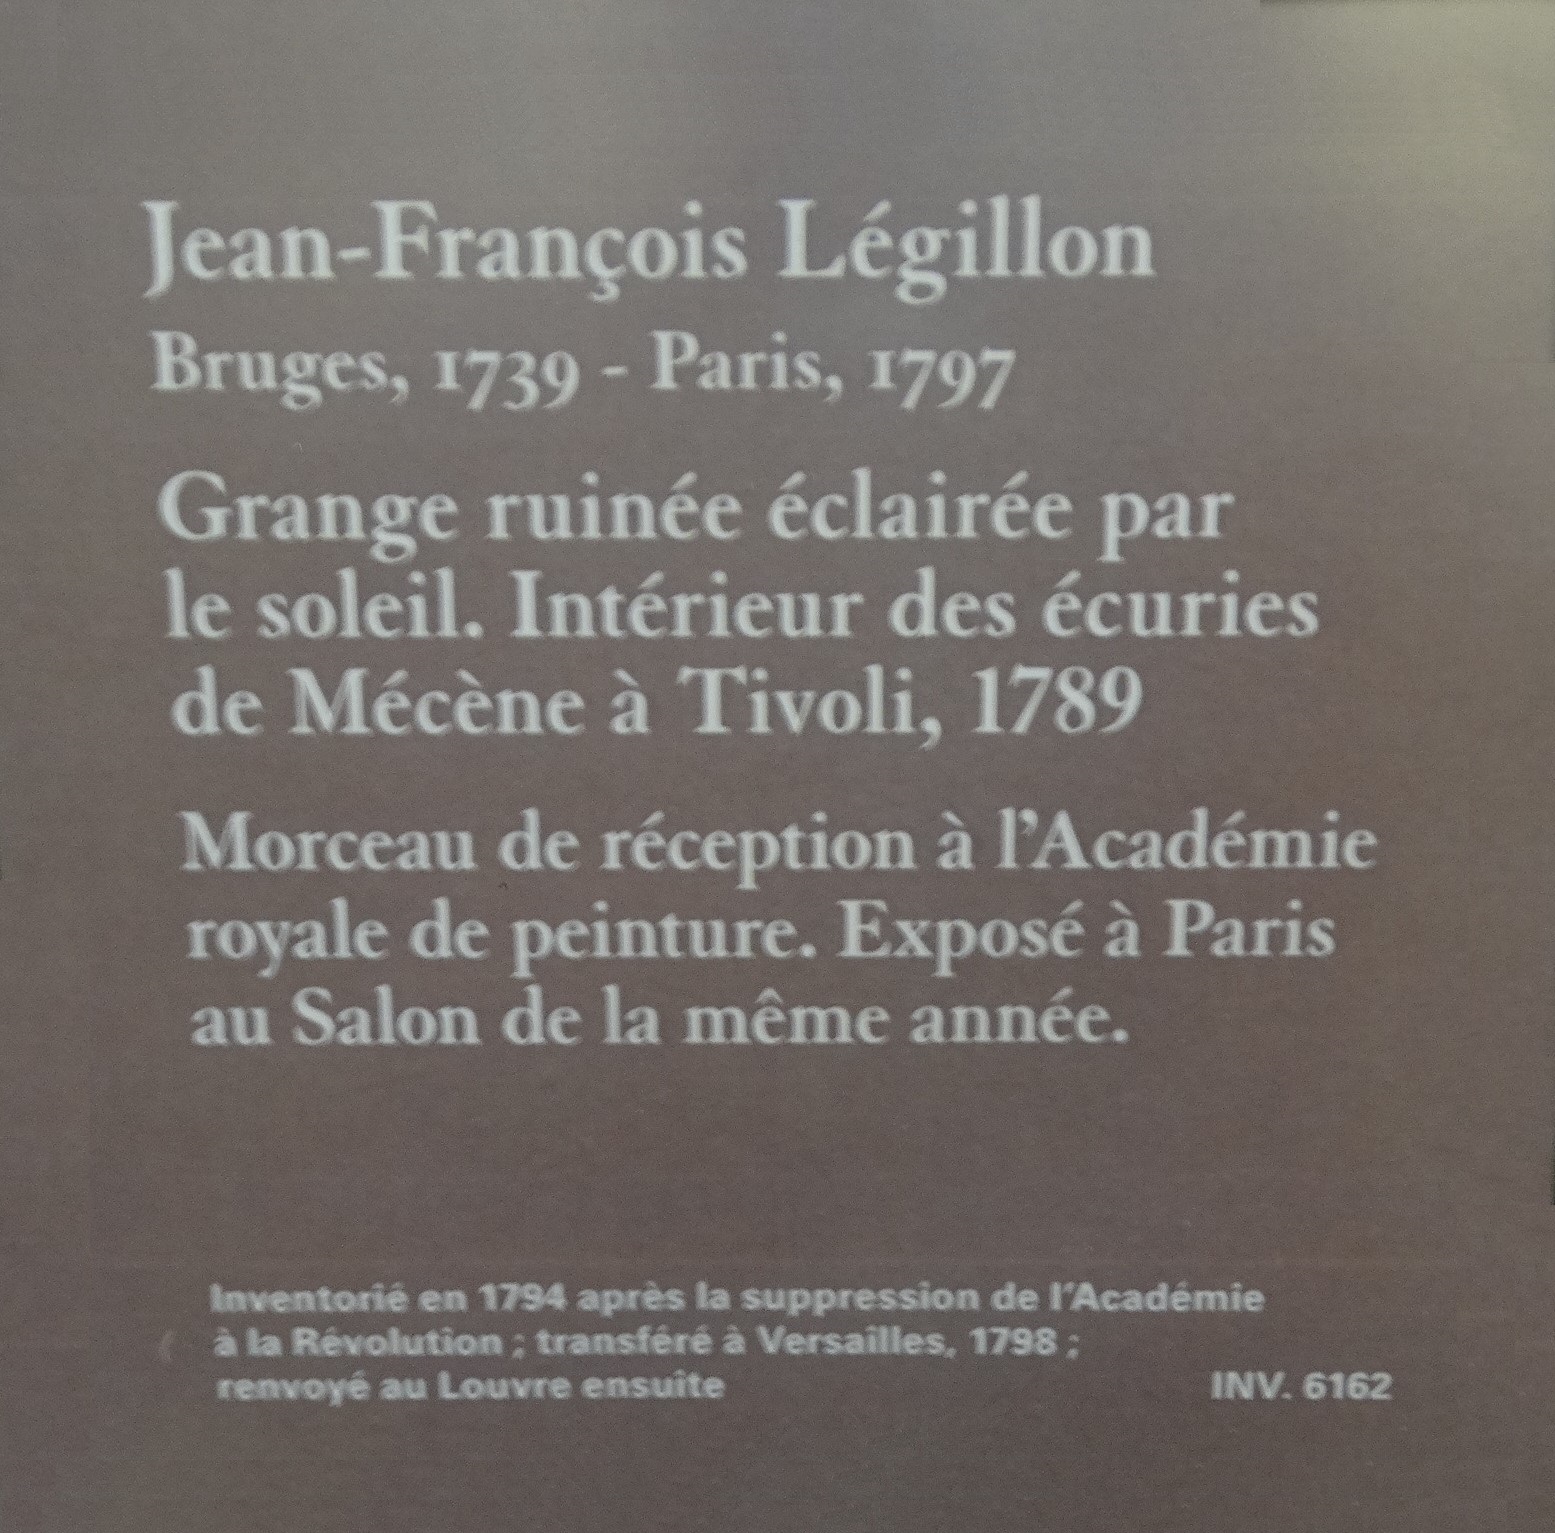 Jean-François Légillon
Bruges, 1739 - Paris, 1797
Grange ruinée éclairée par
le soleil. Intérieur des écuries
de Mécène à Tivoli, 1789
Morceau de réception à l’Académie
royale de peinture. Exposé à Paris
au Salon de la même année.
Inventorié en 1794 après la suppression de l’Académie
à la Révolution ; transféré à Versailles, 1798 ;
renvoyé au Louvre ensuite INV. 6162